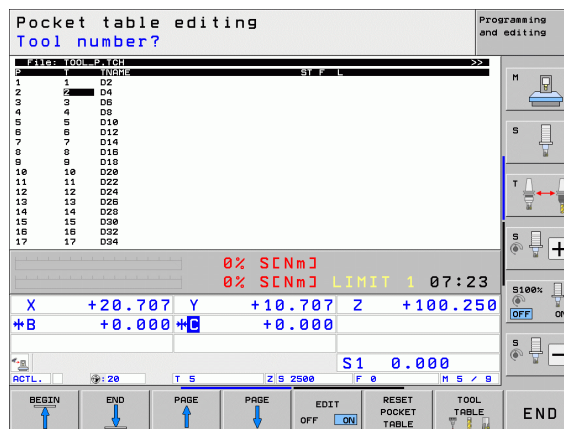 Pocket table editing
Tool number?
Programming and editing
File: TOOL_P.TCH >>
P T TNAME ST F L
1 1 D2
2 2 D4
3 3 D6
4 4 D8
5 5 D10
6 6 D12
7 7 D14
8 8 D16
9 9 D18
10 10 D20
11 11 D22
12 12 D24
13 13 D26
14 14 D28
15 15 D30
16 16 D32
17 17 D34
0% S[Nm]
0% S[Nm] LIMIT 1 07:23
X +20.707 Y +10.707 Z +100.250
B +0.000 C +0.000
S1 0.000
ACTL. : 20 T 5 Z S 2500 F 0 M 5 / 9
M
S
T
S +
S100%
OFF ON
S –
BEGIN
END
PAGE
PAGE
EDIT
OFF ON
RESET
POCKET
TABLE
TOOL
TABLE
END